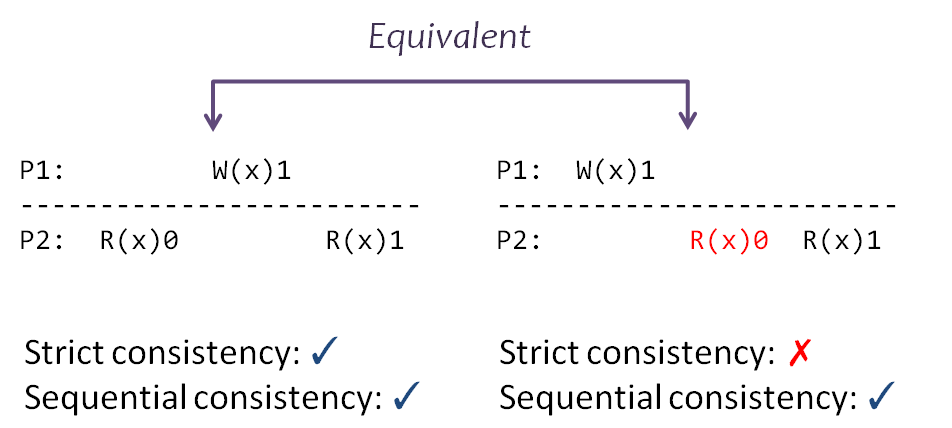 Equivalent
P1: W(x)1
--------------------------
P2: R(x)0 R(x)1
Strict consistency: ✓
Sequential consistency: ✓
P1: W(x)1
--------------------------
P2: R(x)0 R(x)1
Strict consistency: ✗
Sequential consistency: ✓